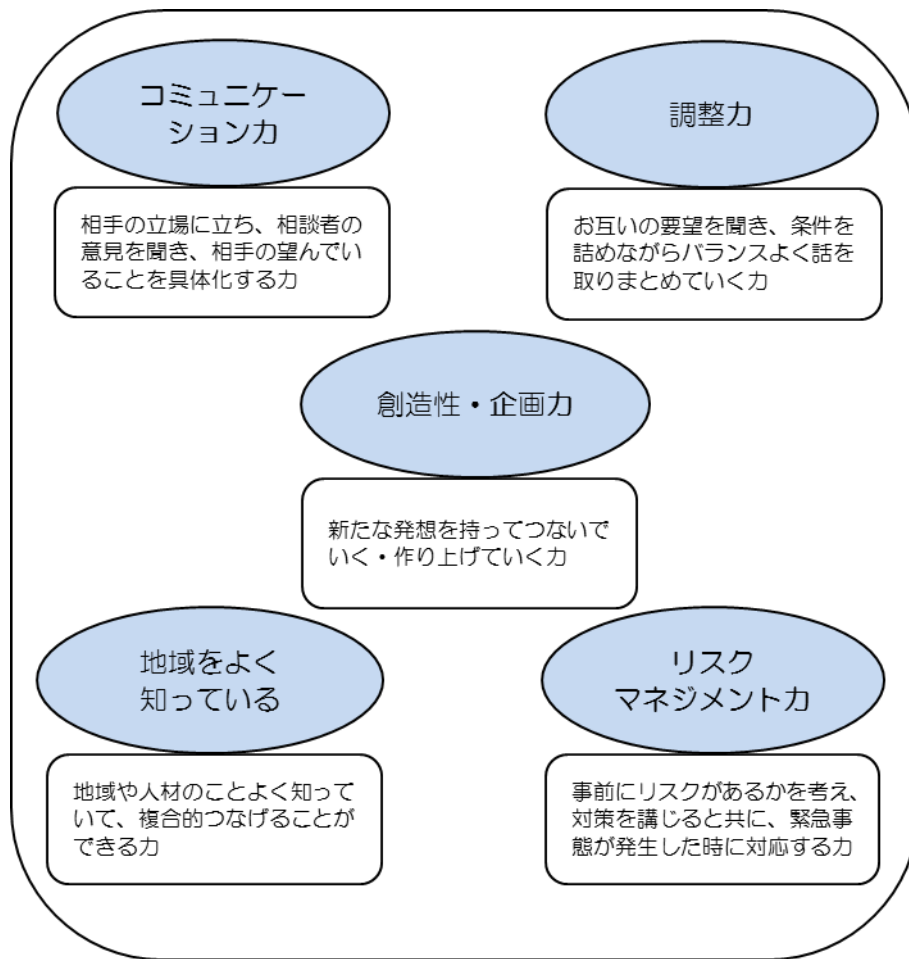 コミュニケー
ション力
相手の立場に立ち、相談者の
意見を聞き、相手の望んでい
ることを具体化する力
調整力
お互いの要望を聞き、条件を
詰めながらバランスよく話を
取りまとめていく力
創造性・企画力
新たな発想を持ってつないで
いく・作り上げていく力
地域をよく
知っている
地域や人材のことよく知って
いて、複合的つなげることが
できる力
リスク
マネジメント力
事前にリスクがあるかを考え、
対策を講じると共に、緊急事
態が発生した時に対応する力